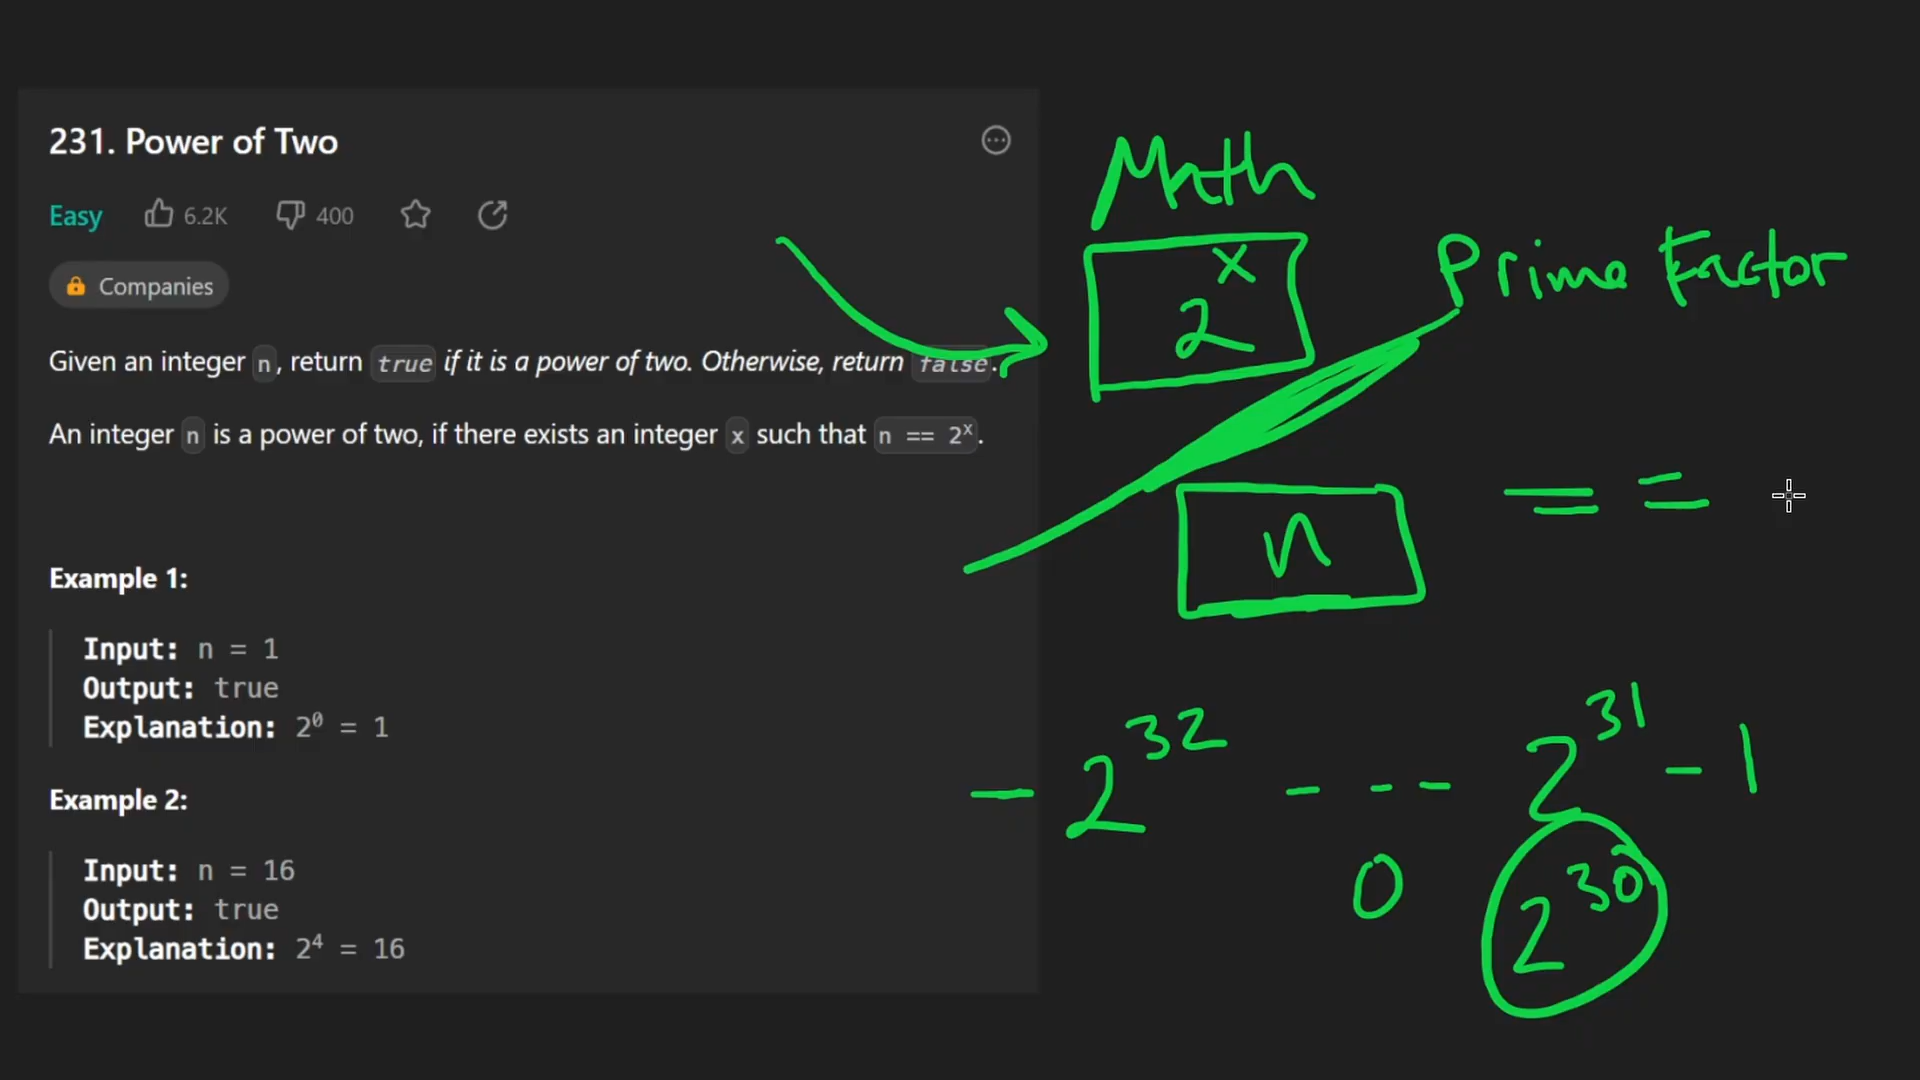 231. Power of Two
Easy 6.2K 400
Companies
Given an integer n, return true if it is a power of two. Otherwise, return false.
An integer n is a power of two, if there exists an integer x such that n == 2ˣ.
Example 1:
Input: n = 1
Output: true
Explanation: 2⁰ = 1
Example 2:
Input: n = 16
Output: true
Explanation: 2⁴ = 16
Math
2ˣ
Prime Factor
n ==
- 2³² - - - 2³¹ - 1
0 2³⁰